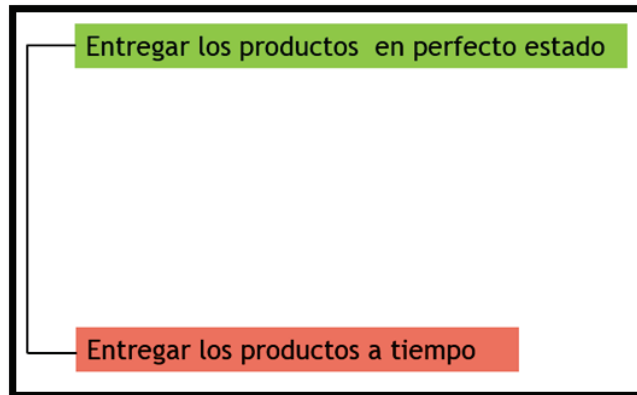 Entregar los productos en perfecto estado
Entregar los productos a tiempo